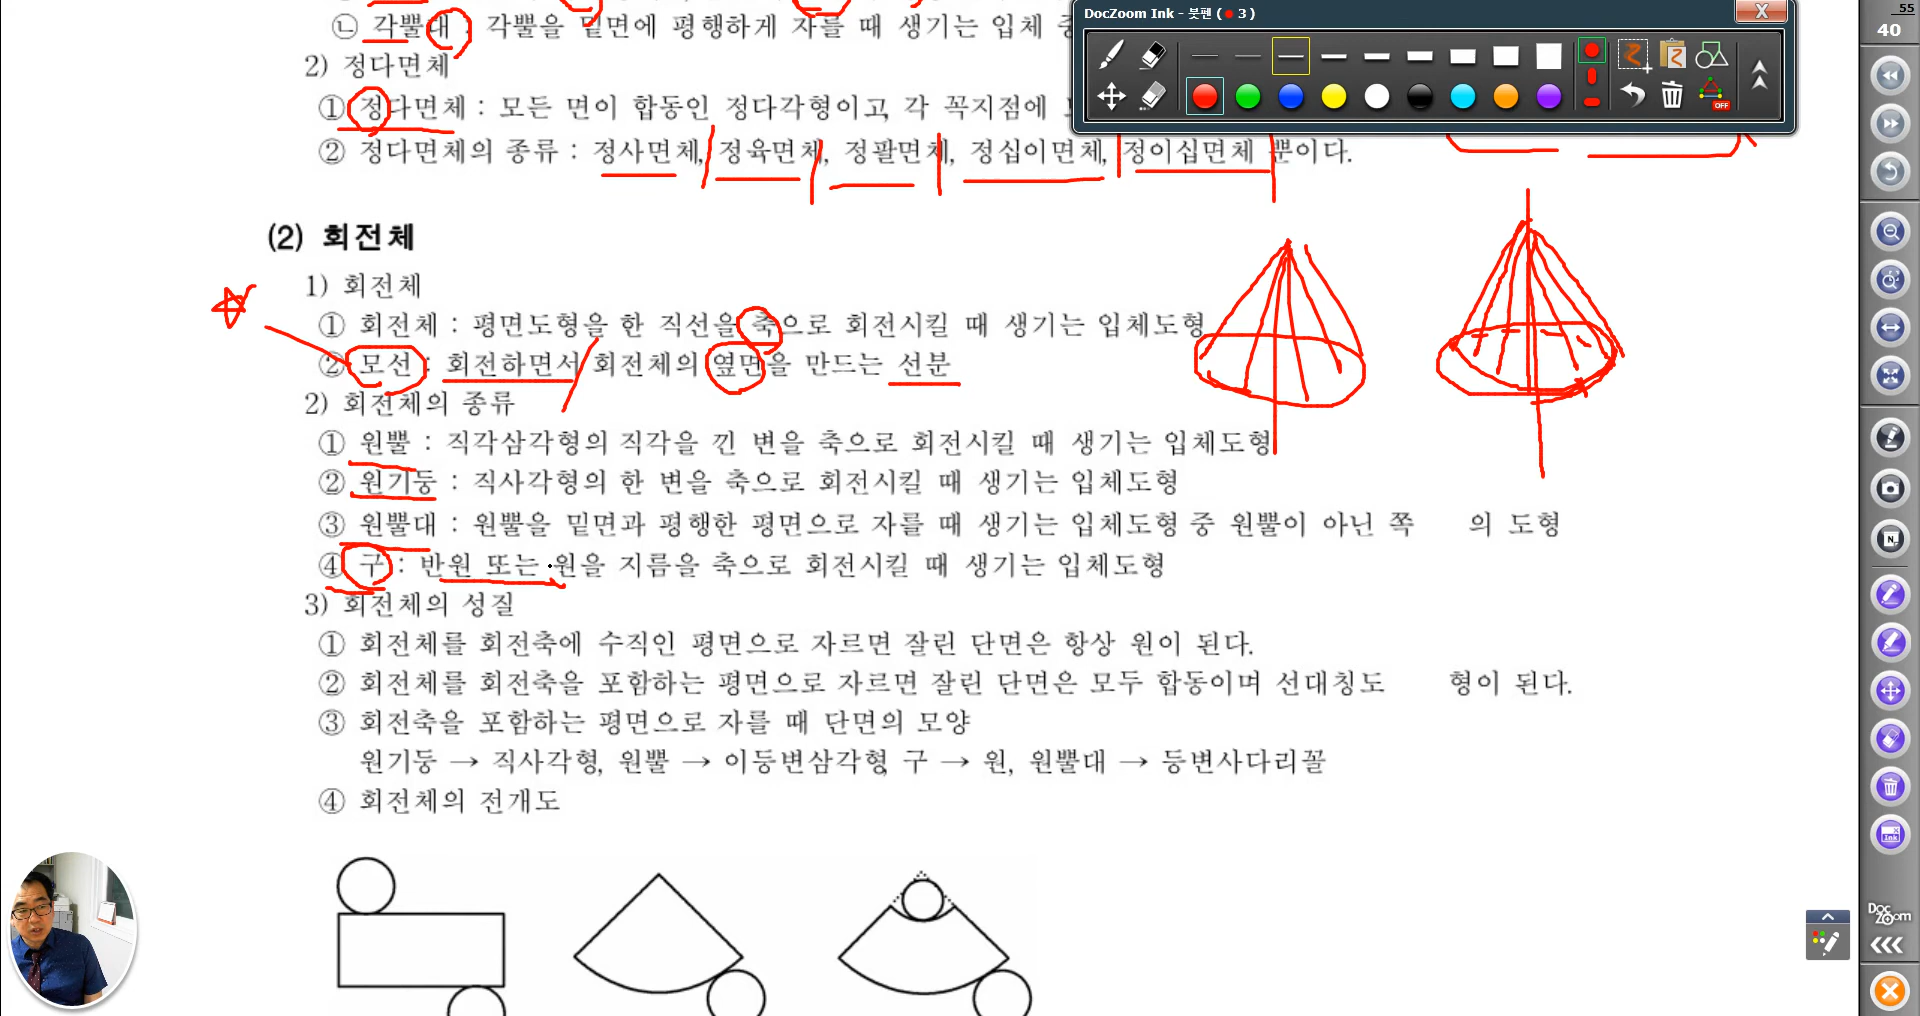 ㉡ 각뿔대 : 각뿔을 밑면에 평행하게 자를 때 생기는 입체
2) 정다면체
① 정다면체 : 모든 면이 합동인 정다각형이고, 각 꼭지점에
② 정다면체의 종류 : 정사면체, 정육면체, 정팔면체, 정십이면체, 정이십면체 뿐이다.
(2) 회전체
1) 회전체
① 회전체 : 평면도형을 한 직선을 축으로 회전시킬 때 생기는 입체도형
② 모선 : 회전하면서 회전체의 옆면을 만드는 선분
2) 회전체의 종류
① 원뿔 : 직각삼각형의 직각을 낀 변을 축으로 회전시킬 때 생기는 입체도형
② 원기둥 : 직사각형의 한 변을 축으로 회전시킬 때 생기는 입체도형
③ 원뿔대 : 원뿔을 밑면과 평행한 평면으로 자를 때 생기는 입체도형 중 원뿔이 아닌 쪽 의 도형
④ 구 : 반원 또는 원을 지름을 축으로 회전시킬 때 생기는 입체도형
3) 회전체의 성질
① 회전체를 회전축에 수직인 평면으로 자르면 잘린 단면은 항상 원이 된다.
② 회전체를 회전축을 포함하는 평면으로 자르면 잘린 단면은 모두 합동이며 선대칭도 형이 된다.
③ 회전축을 포함하는 평면으로 자를 때 단면의 모양
원기둥 → 직사각형, 원뿔 → 이등변삼각형, 구 → 원, 원뿔대 → 등변사다리꼴
④ 회전체의 전개도
DocZoom Ink - 붓펜 ( 3 )
OFF
55
40
N
Ink
DocZoom